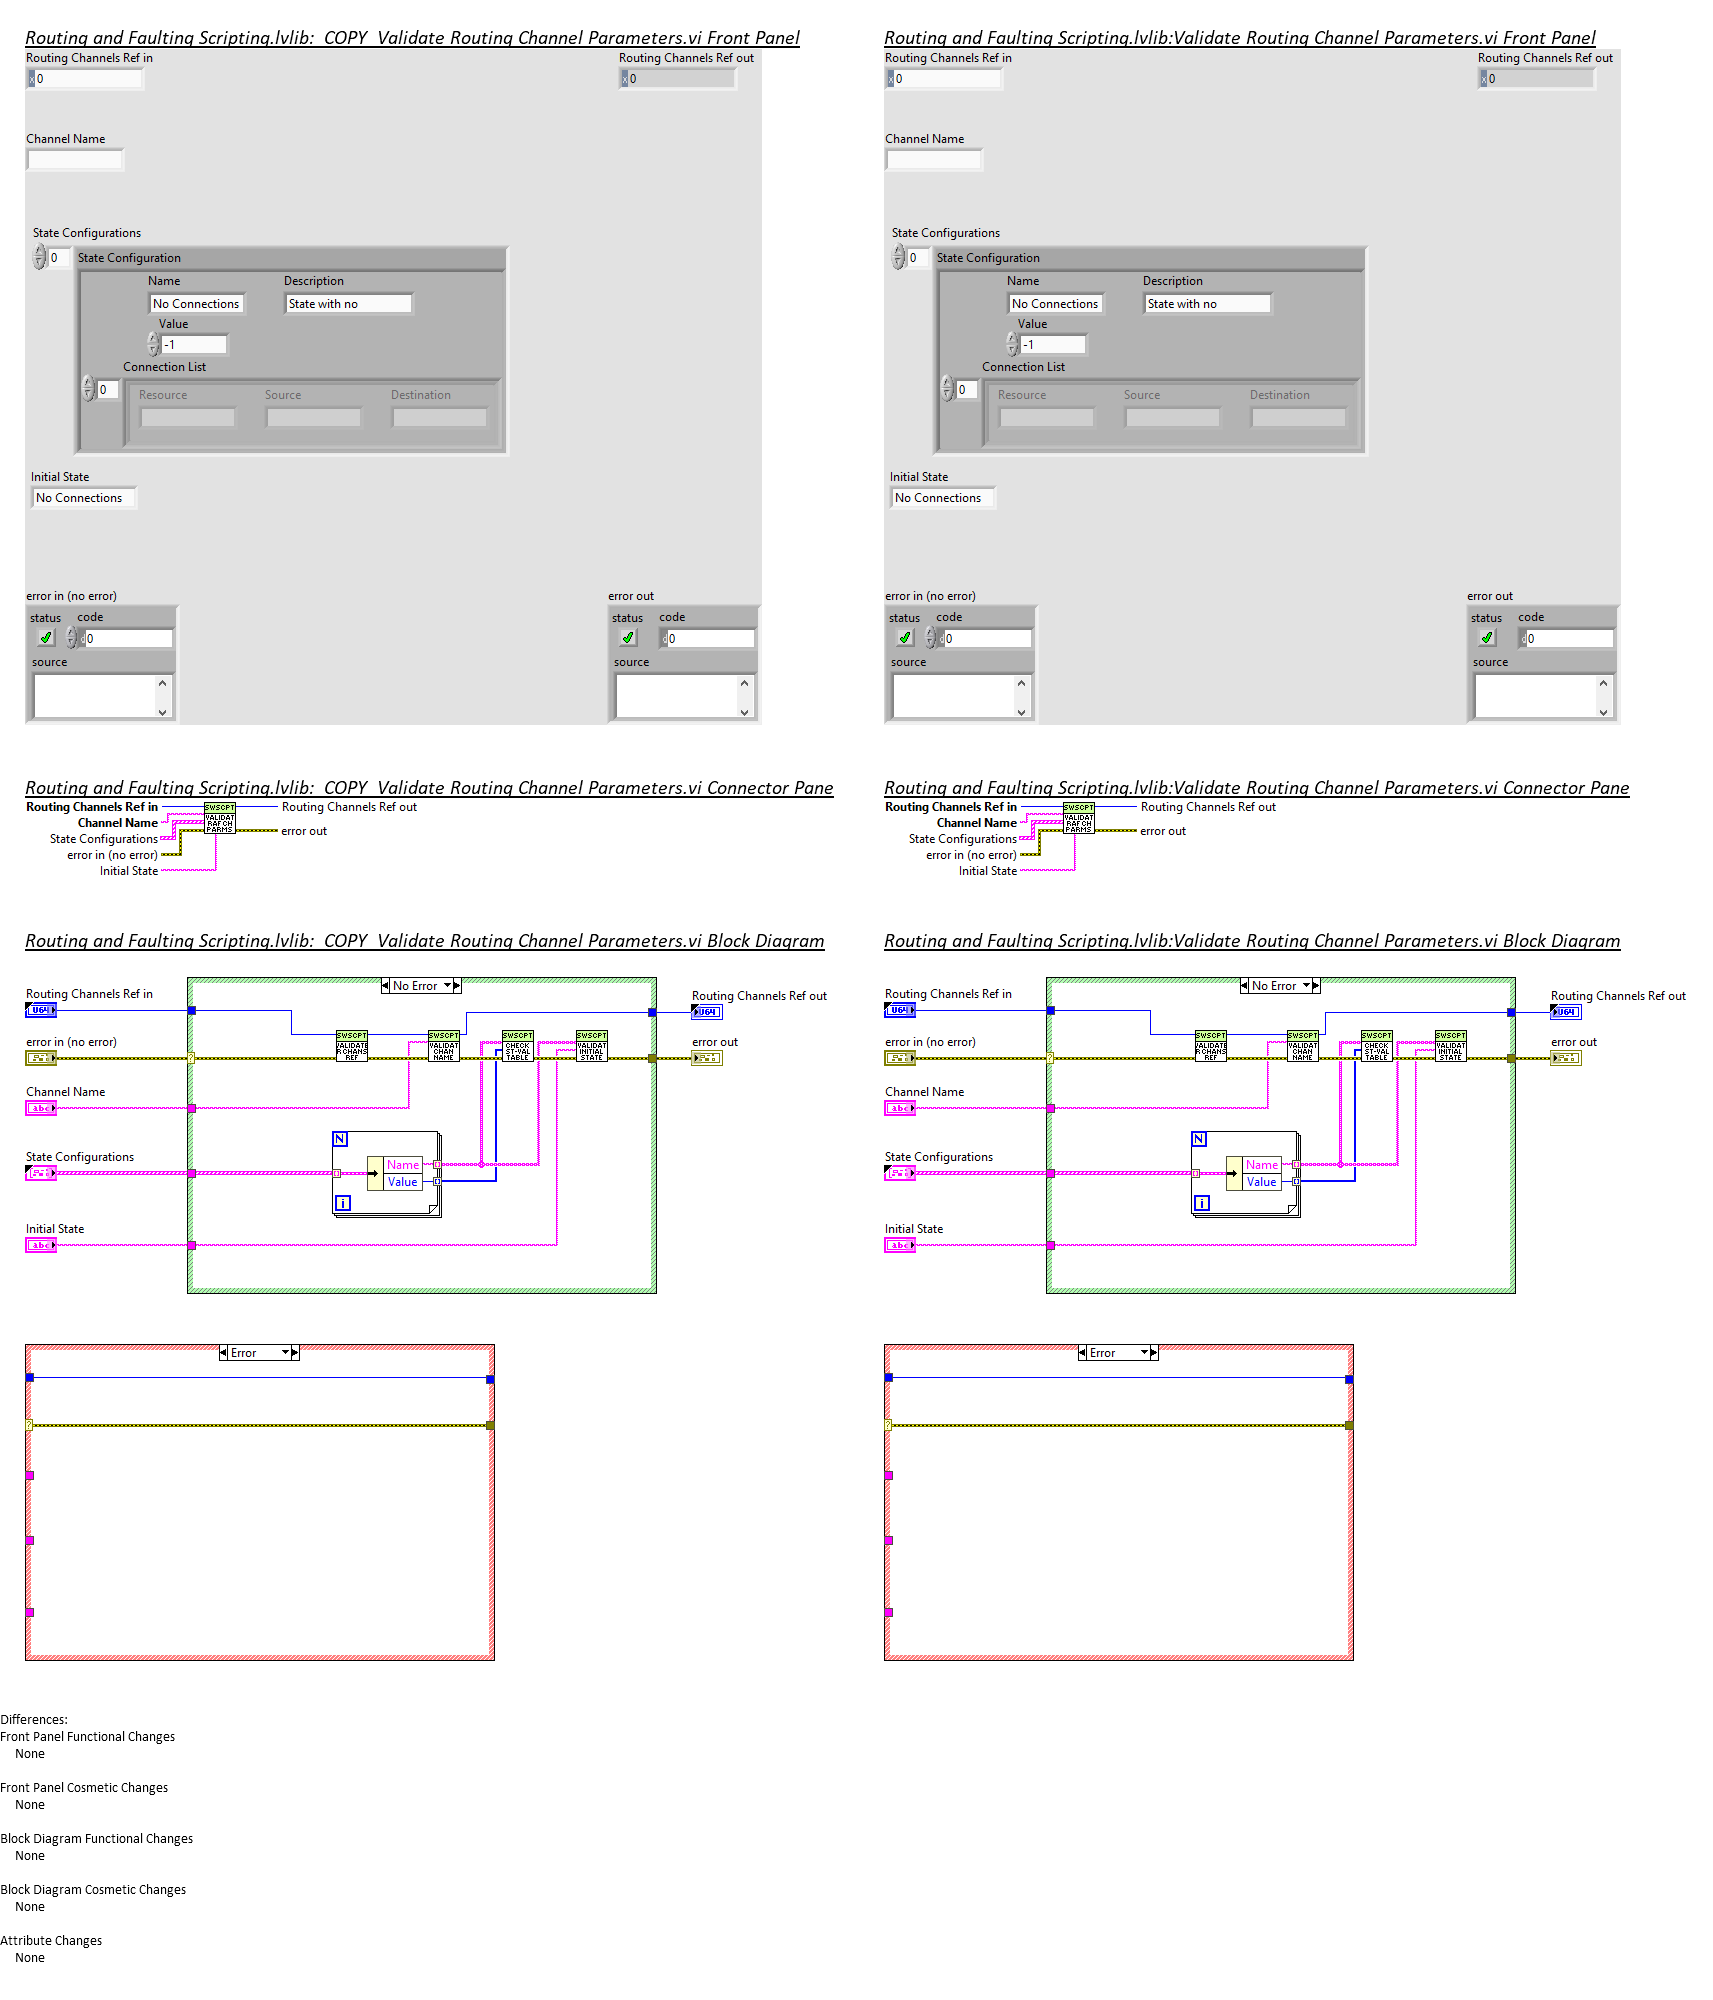 Routing and Faulting Scripting.lvlib:  COPY  Validate Routing Channel Parameters.vi Front Panel
Routing Channels Ref in
Routing Channels Ref out
x 0
x 0
Channel Name
State Configurations
0
State Configuration
Name
Description
No Connections
State with no
Value
-1
Connection List
0
Resource
Source
Destination
Initial State
No Connections
error in (no error)
error out
status
code
d 0
source
status
code
d 0
source
Routing and Faulting Scripting.lvlib:Validate Routing Channel Parameters.vi Front Panel
Routing Channels Ref in
Routing Channels Ref out
x 0
x 0
Channel Name
State Configurations
0
State Configuration
Name
Description
No Connections
State with no
Value
-1
Connection List
0
Resource
Source
Destination
Initial State
No Connections
error in (no error)
error out
status
code
d 0
source
status
code
d 0
source
Routing and Faulting Scripting.lvlib:  COPY  Validate Routing Channel Parameters.vi Connector Pane
Routing Channels Ref in
Channel Name
State Configurations
error in (no error)
Initial State
SWSCPT
VALIDAT
RAF CH
PARMS
Routing Channels Ref out
error out
Routing and Faulting Scripting.lvlib:Validate Routing Channel Parameters.vi Connector Pane
Routing Channels Ref in
Channel Name
State Configurations
error in (no error)
Initial State
SWSCPT
VALIDAT
RAF CH
PARMS
Routing Channels Ref out
error out
Routing and Faulting Scripting.lvlib:  COPY  Validate Routing Channel Parameters.vi Block Diagram
No Error
Routing Channels Ref in
U64
Routing Channels Ref out
U64
error in (no error)
error out
SWSCPT
VALIDATE
R CHANS
REF
SWSCPT
VALIDAT
CHAN
NAME
SWSCPT
CHECK
ST-VAL
TABLE
SWSCPT
VALIDAT
INITIAL
STATE
?
Channel Name
abc
State Configurations
N
Name
Value
i
Initial State
abc
Error
?
Routing and Faulting Scripting.lvlib:Validate Routing Channel Parameters.vi Block Diagram
No Error
Routing Channels Ref in
U64
Routing Channels Ref out
U64
error in (no error)
error out
SWSCPT
VALIDATE
R CHANS
REF
SWSCPT
VALIDAT
CHAN
NAME
SWSCPT
CHECK
ST-VAL
TABLE
SWSCPT
VALIDAT
INITIAL
STATE
?
Channel Name
abc
State Configurations
N
Name
Value
i
Initial State
abc
Error
?
Differences:
Front Panel Functional Changes
None
Front Panel Cosmetic Changes
None
Block Diagram Functional Changes
None
Block Diagram Cosmetic Changes
None
Attribute Changes
None